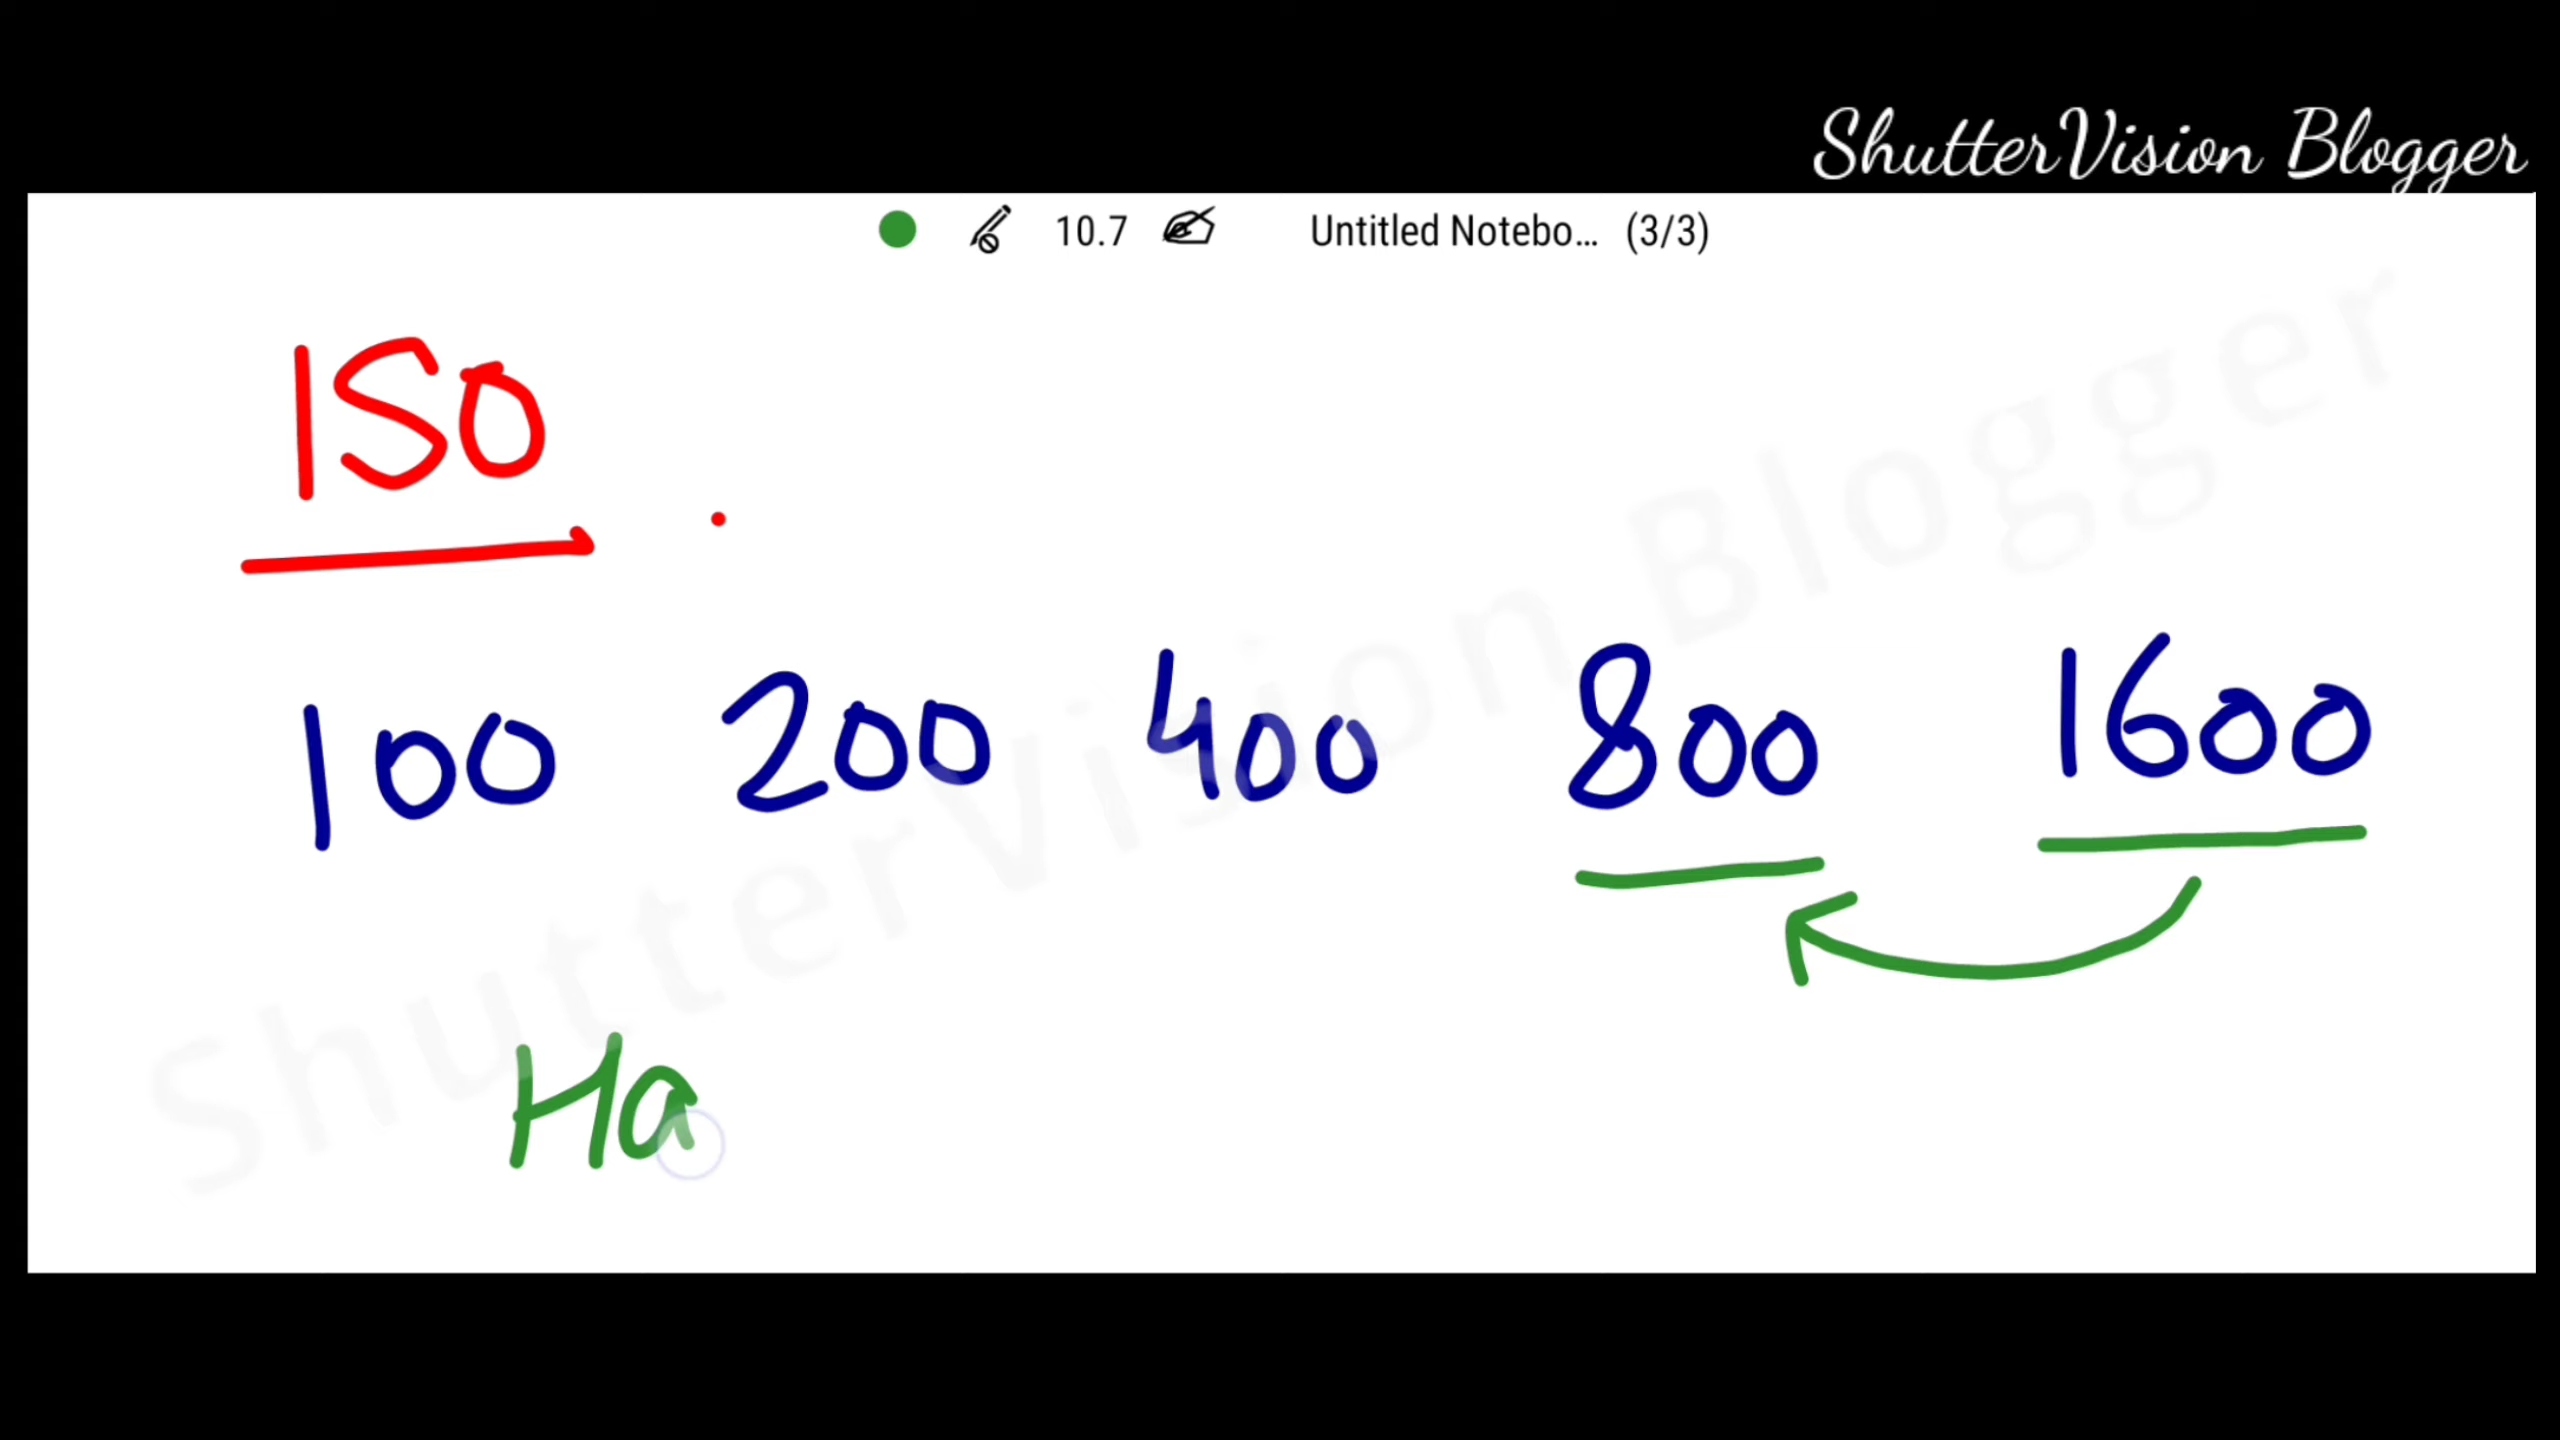 ShutterVision Blogger
10.7 Untitled Notebo... (3/3)
ISO
100 200 400 800 1600
ShutterVision Blogger
Ha